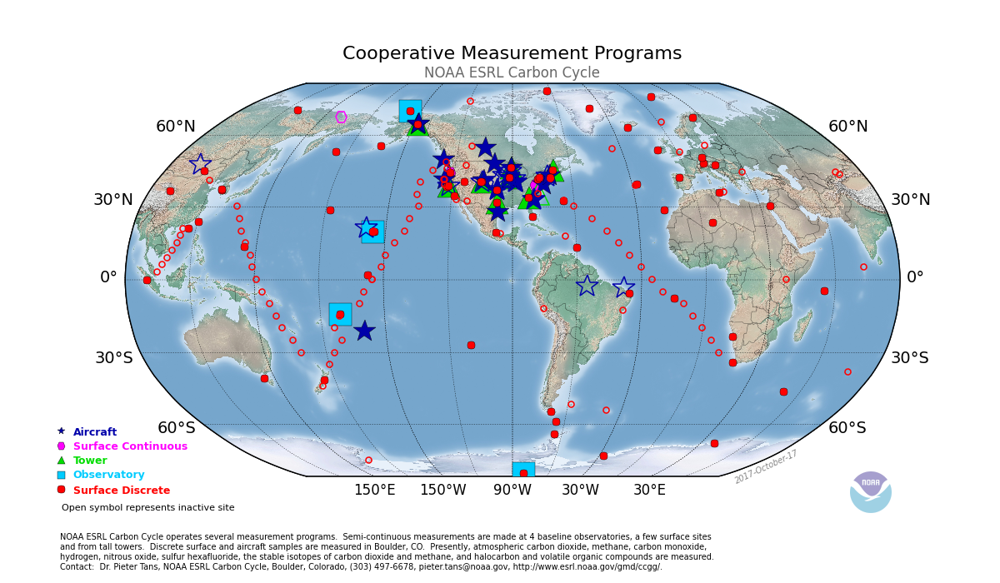 Cooperative Measurement Programs
NOAA ESRL Carbon Cycle
60°N 60°N
30°N 30°N
0° 0°
30°S 30°S
60°S 60°S
150°E 150°W 90°W 30°W 30°E
2017-October-17
NOAA
Aircraft
Surface Continuous
Tower
Observatory
Surface Discrete
Open symbol represents inactive site
NOAA ESRL Carbon Cycle operates several measurement programs. Semi-continuous measurements are made at 4 baseline observatories, a few surface sites
and from tall towers. Discrete surface and aircraft samples are measured in Boulder, CO. Presently, atmospheric carbon dioxide, methane, carbon monoxide,
hydrogen, nitrous oxide, sulfur hexafluoride, the stable isotopes of carbon dioxide and methane, and halocarbon and volatile organic compounds are measured.
Contact: Dr. Pieter Tans, NOAA ESRL Carbon Cycle, Boulder, Colorado, (303) 497-6678, pieter.tans@noaa.gov, http://www.esrl.noaa.gov/gmd/ccgg/.